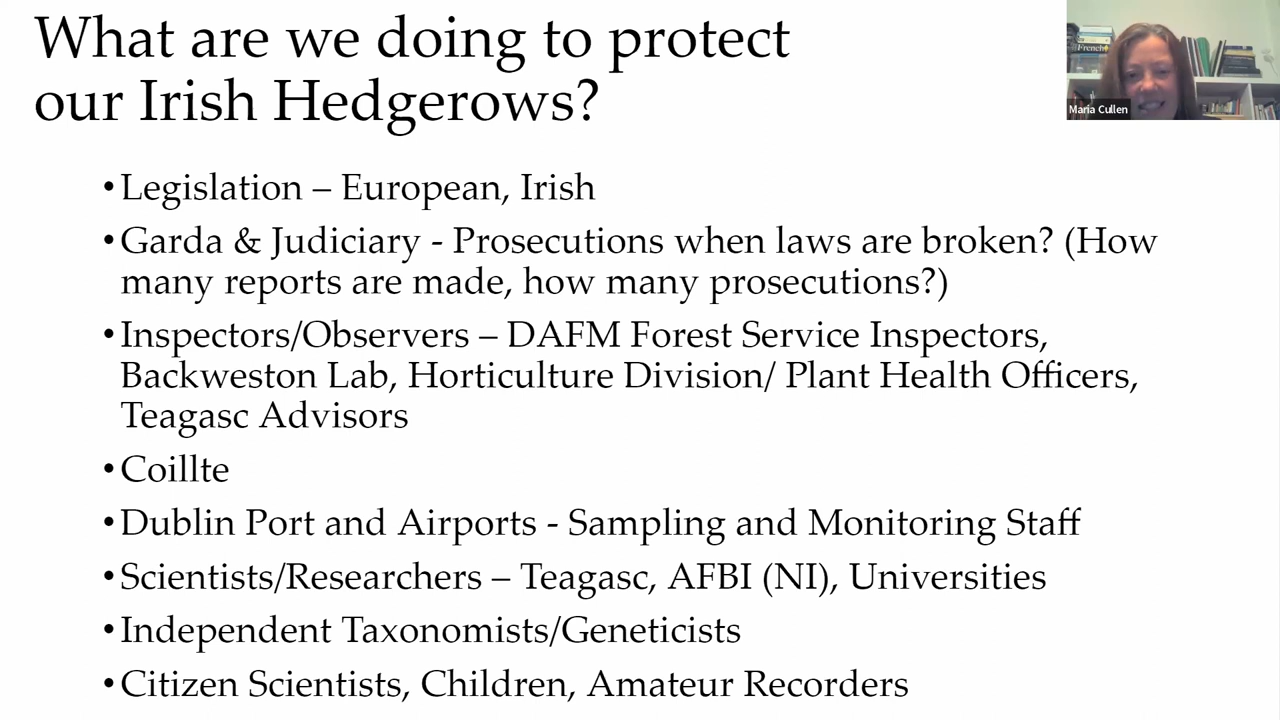 What are we doing to protect
our Irish Hedgerows?
French
Maria Cullen
•Legislation – European, Irish
•Garda & Judiciary - Prosecutions when laws are broken? (How
many reports are made, how many prosecutions?)
•Inspectors/Observers – DAFM Forest Service Inspectors,
Backweston Lab, Horticulture Division/ Plant Health Officers,
Teagasc Advisors
•Coillte
•Dublin Port and Airports - Sampling and Monitoring Staff
•Scientists/Researchers – Teagasc, AFBI (NI), Universities
•Independent Taxonomists/Geneticists
•Citizen Scientists, Children, Amateur Recorders